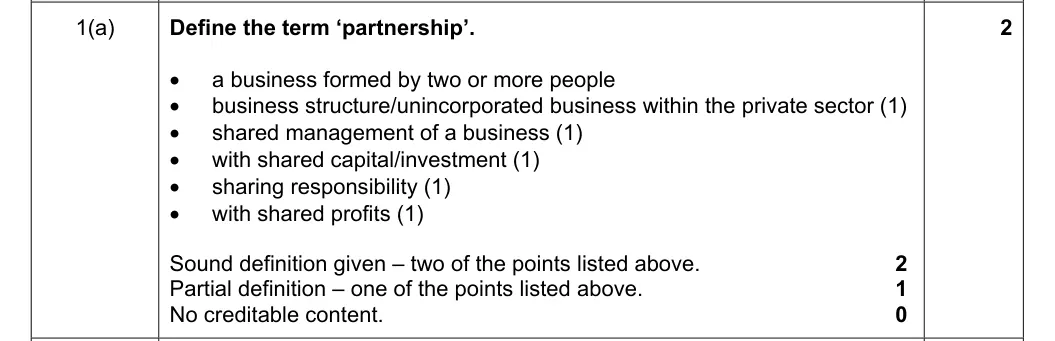 1(a) Define the term ‘partnership’. 2
• a business formed by two or more people
• business structure/unincorporated business within the private sector (1)
• shared management of a business (1)
• with shared capital/investment (1)
• sharing responsibility (1)
• with shared profits (1)
Sound definition given – two of the points listed above. 2
Partial definition – one of the points listed above. 1
No creditable content. 0